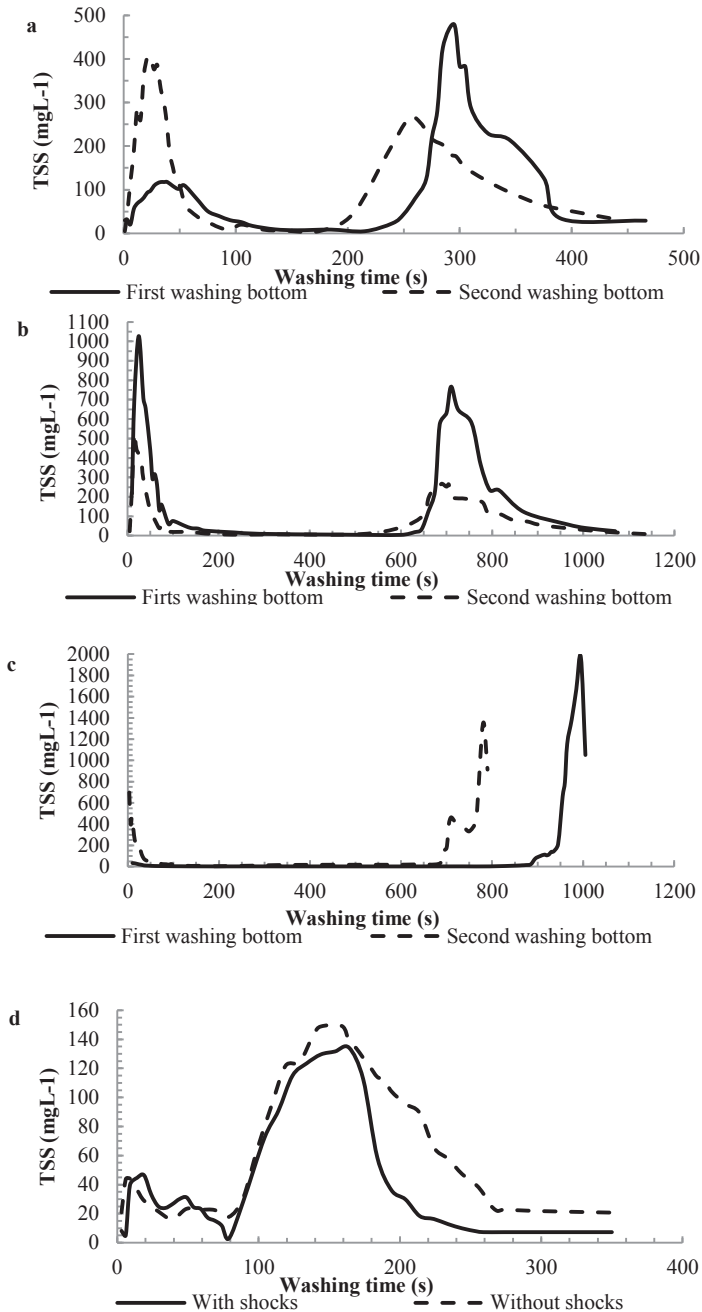 a
500
400
300
200
100
0
TSS (mgL-1)
0 100 200 300 400 500
Washing time (s)
First washing bottom Second washing bottom
b
1100
1000
900
800
700
600
500
400
300
200
100
0
TSS (mgL-1)
0 200 400 600 800 1000 1200
Washing time (s)
Firts washing bottom Second washing bottom
c
2000
1800
1600
1400
1200
1000
800
600
400
200
0
TSS (mgL-1)
0 200 400 600 800 1000 1200
Washing time (s)
First washing bottom Second washing bottom
d
160
140
120
100
80
60
40
20
0
TSS (mgL-1)
0 100 200 300 400
Washing time (s)
With shocks Without shocks